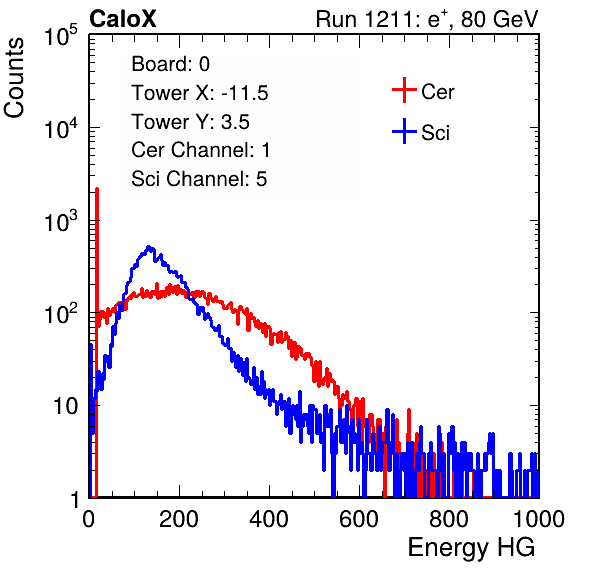 CaloX Run 1211: e⁺, 80 GeV
Counts
10⁵
10⁴
10³
10²
10
1
Board: 0
Tower X: -11.5
Tower Y: 3.5
Cer Channel: 1
Sci Channel: 5
Cer
Sci
0 200 400 600 800 1000
Energy HG